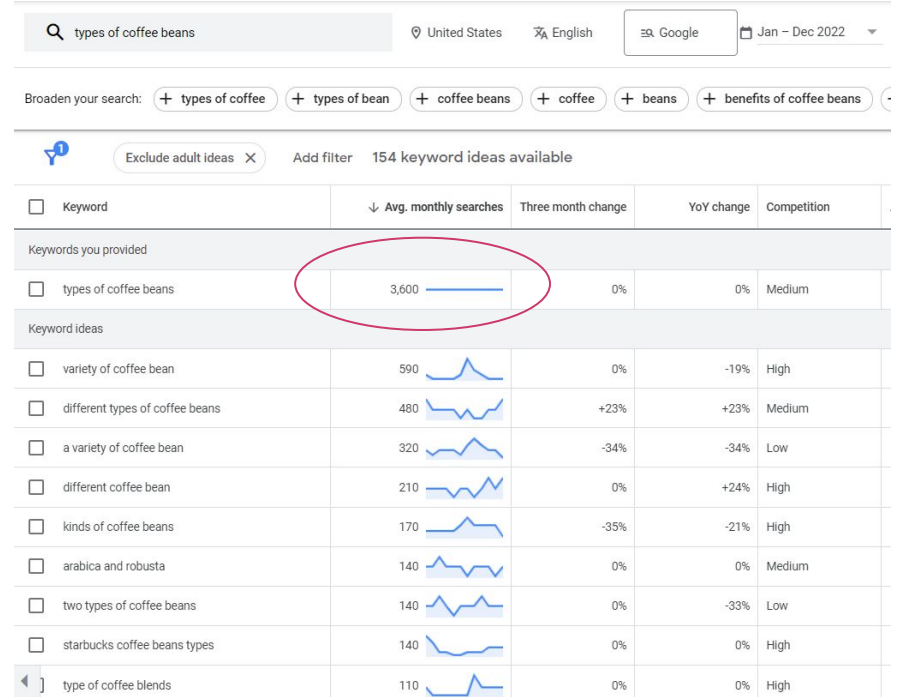 types of coffee beans United States English Google Jan – Dec 2022
Broaden your search: + types of coffee + types of bean + coffee beans + coffee + beans + benefits of coffee beans
1 Exclude adult ideas X Add filter 154 keyword ideas available
Keyword Avg. monthly searches Three month change YoY change Competition
Keywords you provided
types of coffee beans 3,600 0% 0% Medium
Keyword ideas
variety of coffee bean 590 0% -19% High
different types of coffee beans 480 +23% +23% Medium
a variety of coffee bean 320 -34% -34% Low
different coffee bean 210 0% +24% High
kinds of coffee beans 170 -35% -21% High
arabica and robusta 140 0% 0% Medium
two types of coffee beans 140 0% -33% Low
starbucks coffee beans types 140 0% 0% High
type of coffee blends 110 0% 0% High